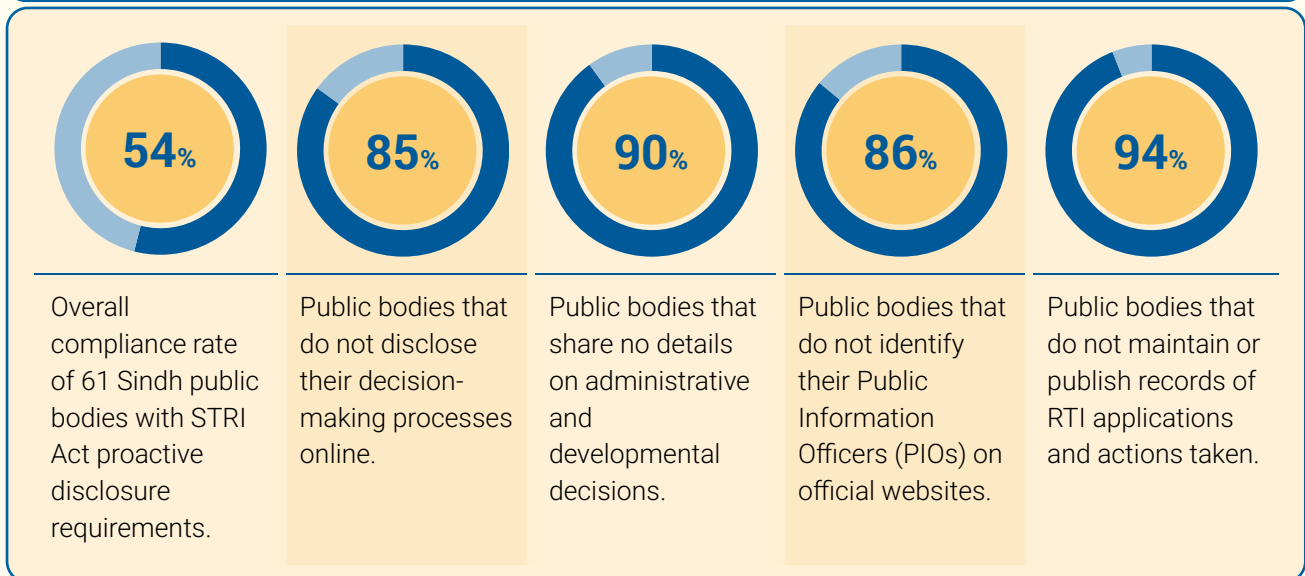 54%
Overall
compliance rate
of 61 Sindh public
bodies with STRI
Act proactive
disclosure
requirements.
85%
Public bodies that
do not disclose
their decision-
making processes
online.
90%
Public bodies that
share no details
on administrative
and
developmental
decisions.
86%
Public bodies that
do not identify
their Public
Information
Officers (PIOs) on
official websites.
94%
Public bodies that
do not maintain or
publish records of
RTI applications
and actions taken.